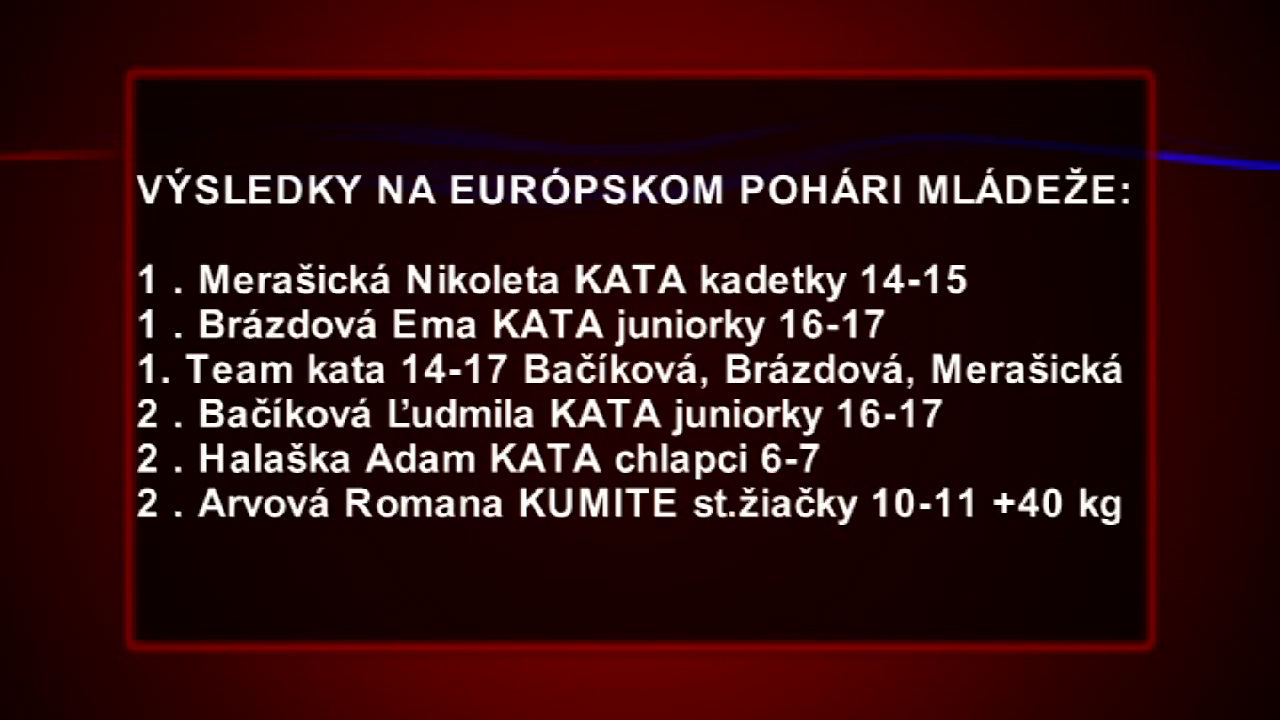 VÝSLEDKY NA EURÓPSKOM POHÁRI MLÁDEŽE:
1 . Merašická Nikoleta KATA kadetky 14-15
1 . Brázdová Ema KATA juniorky 16-17
1. Team kata 14-17 Bačíková, Brázdová, Merašická
2 . Bačíková Ľudmila KATA juniorky 16-17
2 . Halaška Adam KATA chlapci 6-7
2 . Arvová Romana KUMITE st.žiačky 10-11 +40 kg